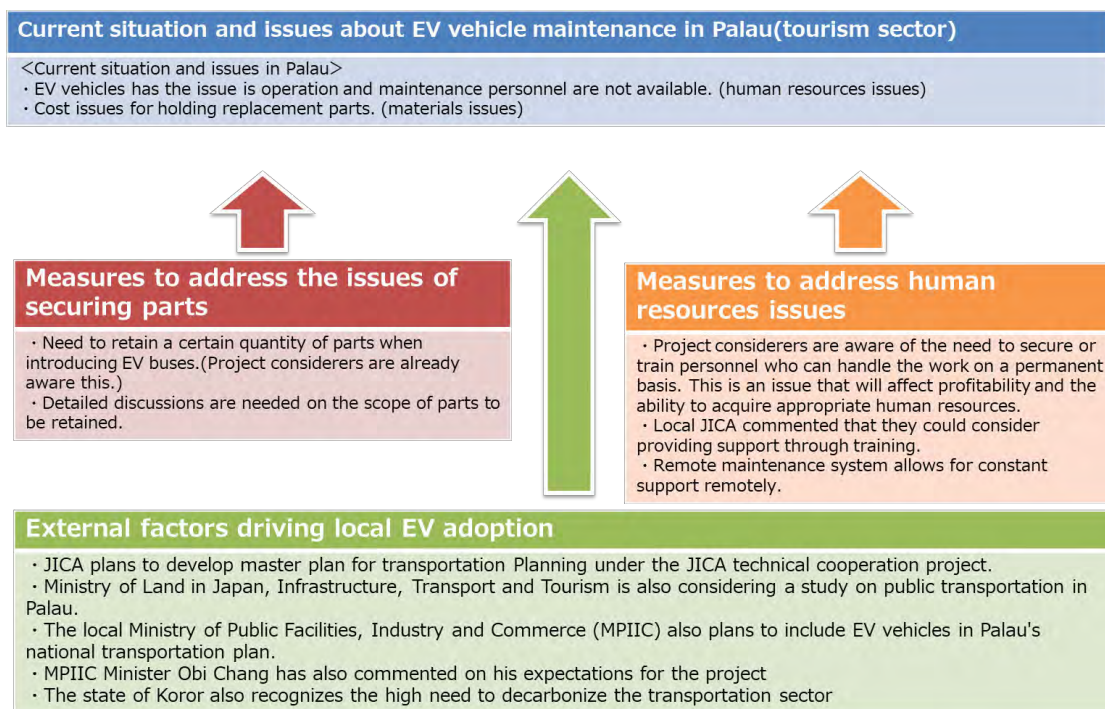 Current situation and issues about EV vehicle maintenance in Palau(tourism sector)
<Current situation and issues in Palau>
・EV vehicles has the issue is operation and maintenance personnel are not available. (human resources issues)
・Cost issues for holding replacement parts. (materials issues)
Measures to address the issues of
securing parts
・Need to retain a certain quantity of parts when
introducing EV buses.(Project considerers are already
aware this.)
・Detailed discussions are needed on the scope of parts to
be retained.
Measures to address human
resources issues
・Project considerers are aware of the need to secure or
train personnel who can handle the work on a permanent
basis. This is an issue that will affect profitability and the
ability to acquire appropriate human resources.
・Local JICA commented that they could consider
providing support through training.
・Remote maintenance system allows for constant
support remotely.
External factors driving local EV adoption
・JICA plans to develop master plan for transportation Planning under the JICA technical cooperation project.
・Ministry of Land in Japan, Infrastructure, Transport and Tourism is also considering a study on public transportation in
Palau.
・The local Ministry of Public Facilities, Industry and Commerce (MPIIC) also plans to include EV vehicles in Palau's
national transportation plan.
・MPIIC Minister Obi Chang has also commented on his expectations for the project
・The state of Koror also recognizes the high need to decarbonize the transportation sector